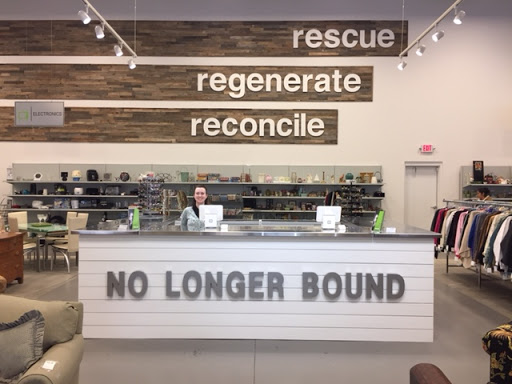 rescue
regenerate
reconcile
ELECTRONICS
EXIT
NO LONGER BOUND